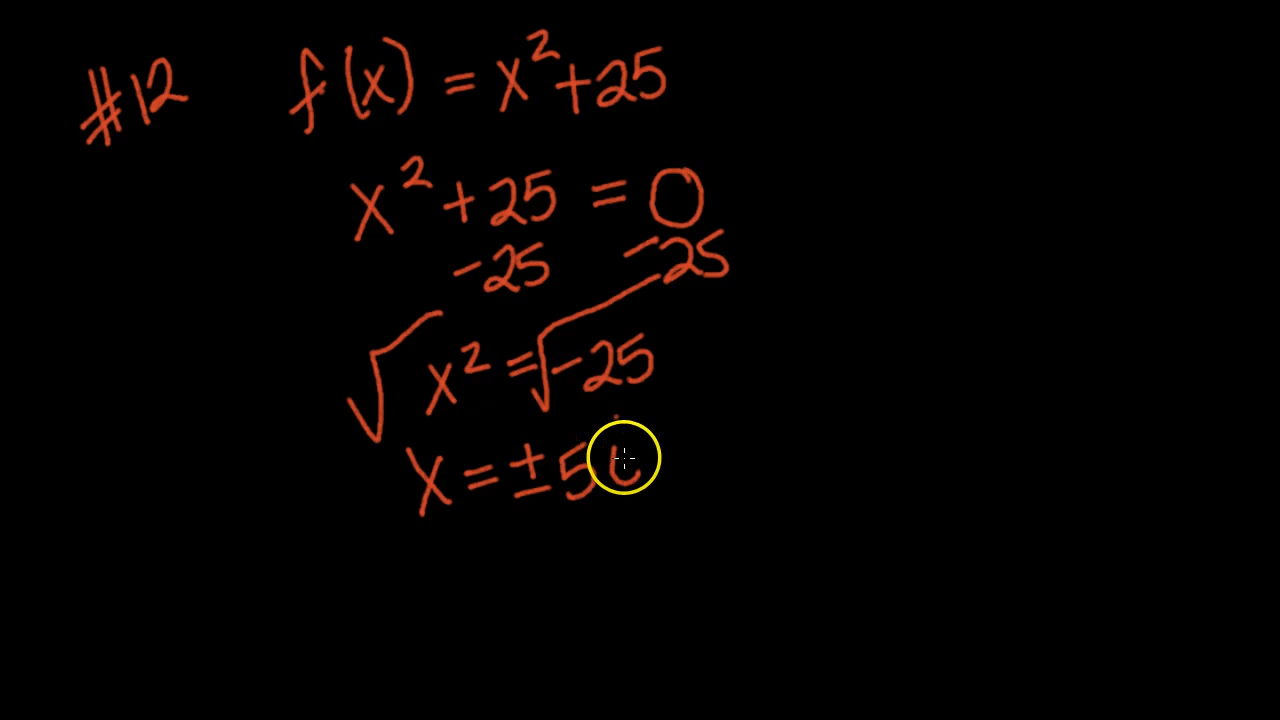 #12 f(x) = x²+25
x²+25 = 0
-25 -25
√x² = √-25
x = ±5i